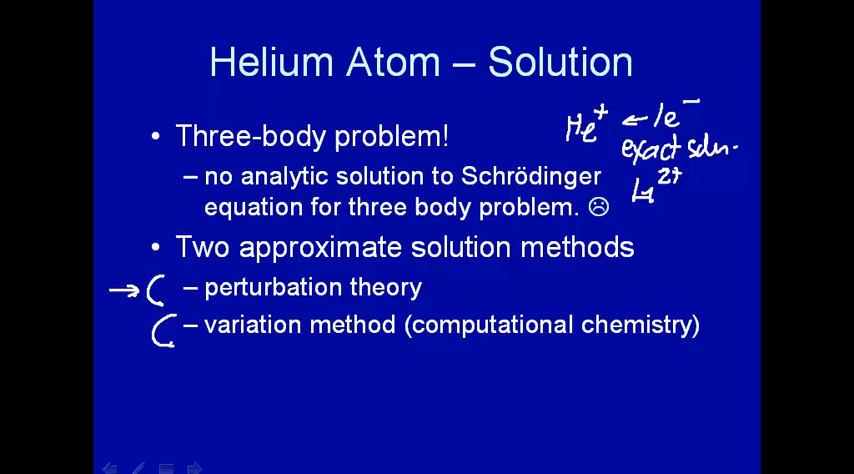 Helium Atom – Solution
• Three-body problem!
– no analytic solution to Schrödinger
equation for three body problem. ☹
• Two approximate solution methods
– perturbation theory
– variation method (computational chemistry)
He⁺ ← 1e⁻
exact soln.
Li²⁺